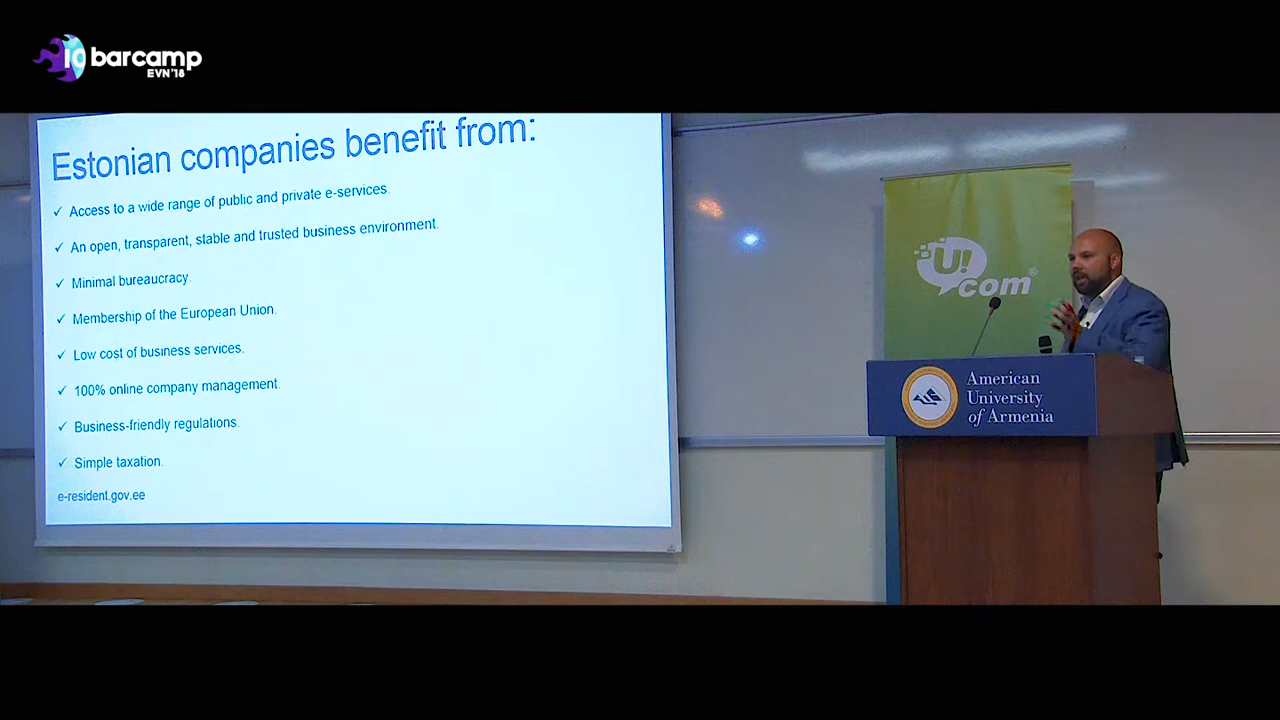 10 barcamp
EVN'18
Estonian companies benefit from:
✓ Access to a wide range of public and private e-services.
✓ An open, transparent, stable and trusted business environment.
✓ Minimal bureaucracy.
✓ Membership of the European Union.
✓ Low cost of business services.
✓ 100% online company management.
✓ Business-friendly regulations.
✓ Simple taxation.
e-resident.gov.ee
U!
com®
American
University
of Armenia